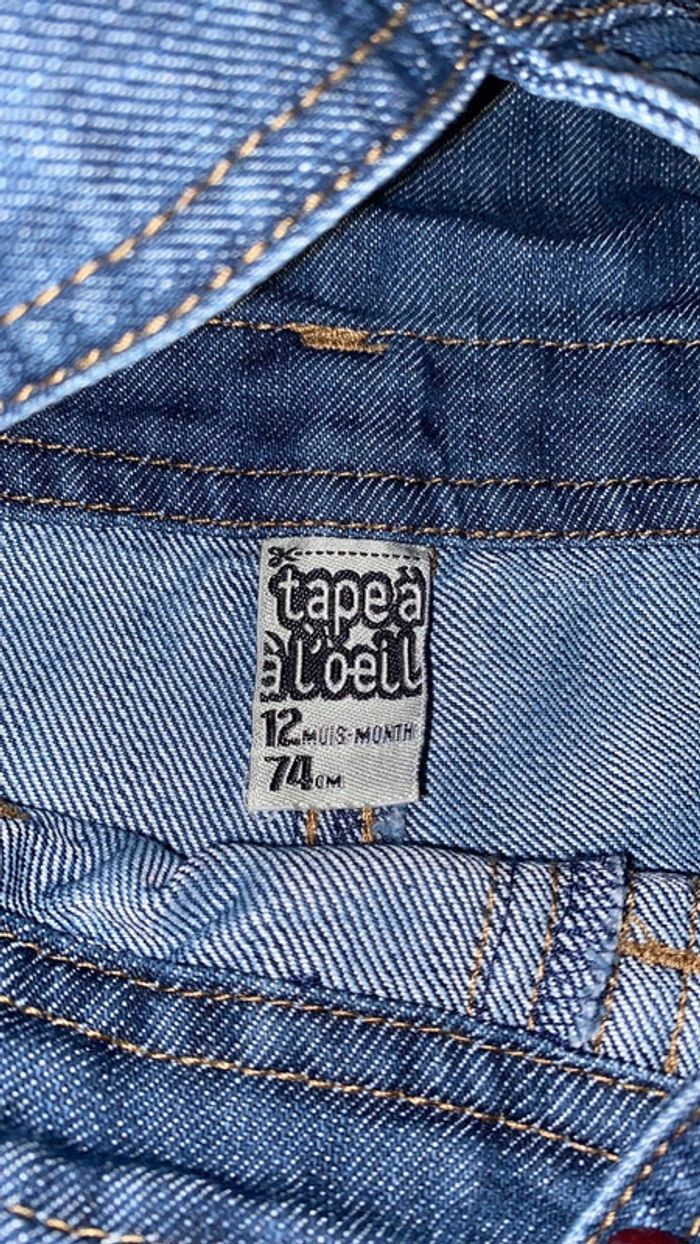 tape à
à l'oeil
12 MOIS-MONTH
74 CM